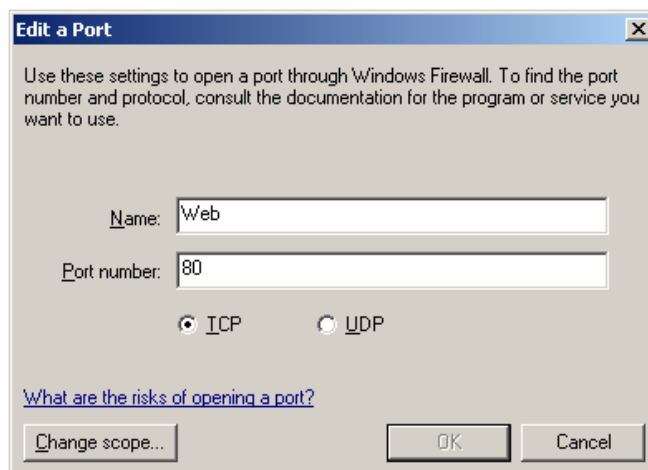 Edit a Port
Use these settings to open a port through Windows Firewall. To find the port
number and protocol, consult the documentation for the program or service you
want to use.
Name: Web
Port number: 80
TCP UDP
What are the risks of opening a port?
Change scope... OK Cancel